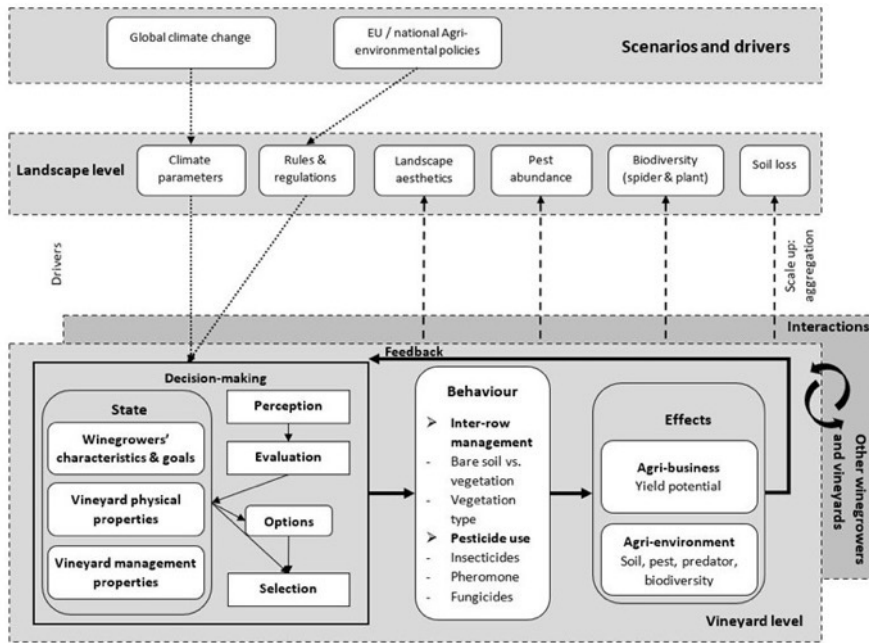 Global climate change
EU / national Agri-
environmental policies
Scenarios and drivers
Landscape level
Climate
parameters
Rules &
regulations
Landscape
aesthetics
Pest
abundance
Biodiversity
(spider & plant)
Soil loss
Drivers
Scale up:
aggregation
Interactions
Feedback
Decision-making
State
Winegrowers'
characteristics & goals
Vineyard physical
properties
Vineyard management
properties
Perception
Evaluation
Options
Selection
Behaviour
➢ Inter-row
management
- Bare soil vs.
vegetation
- Vegetation
type
➢ Pesticide use
- Insecticides
- Pheromone
- Fungicides
Effects
Agri-business
Yield potential
Agri-environment
Soil, pest, predator,
biodiversity
Other winegrowers
and vineyards
Vineyard level